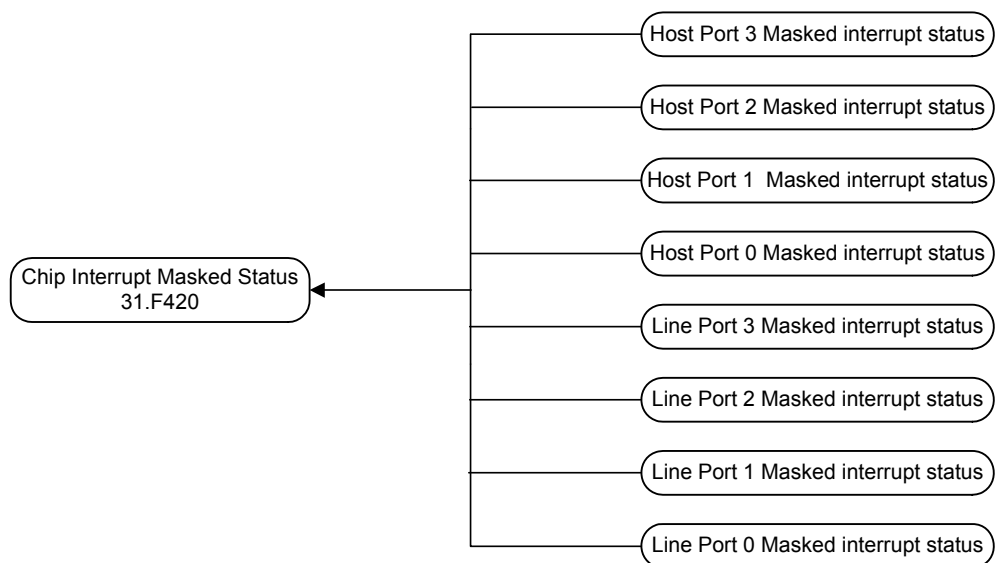 Host Port 3 Masked interrupt status
Host Port 2 Masked interrupt status
Host Port 1 Masked interrupt status
Host Port 0 Masked interrupt status
Chip Interrupt Masked Status
31.F420
Line Port 3 Masked interrupt status
Line Port 2 Masked interrupt status
Line Port 1 Masked interrupt status
Line Port 0 Masked interrupt status